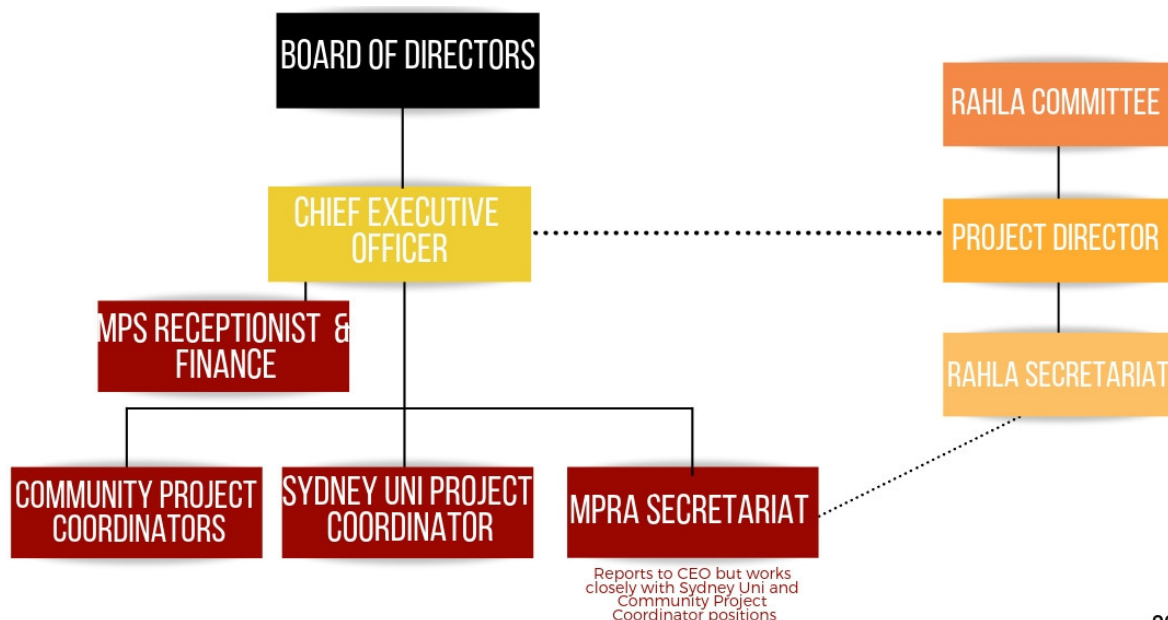 BOARD OF DIRECTORS
RAHLA COMMITTEE
CHIEF EXECUTIVE
OFFICER
PROJECT DIRECTOR
MPS RECEPTIONIST &
FINANCE
RAHLA SECRETARIAT
COMMUNITY PROJECT
COORDINATORS
SYDNEY UNI PROJECT
COORDINATOR
MPRA SECRETARIAT
Reports to CEO but works
closely with Sydney Uni and
Community Project
Coordinator positions